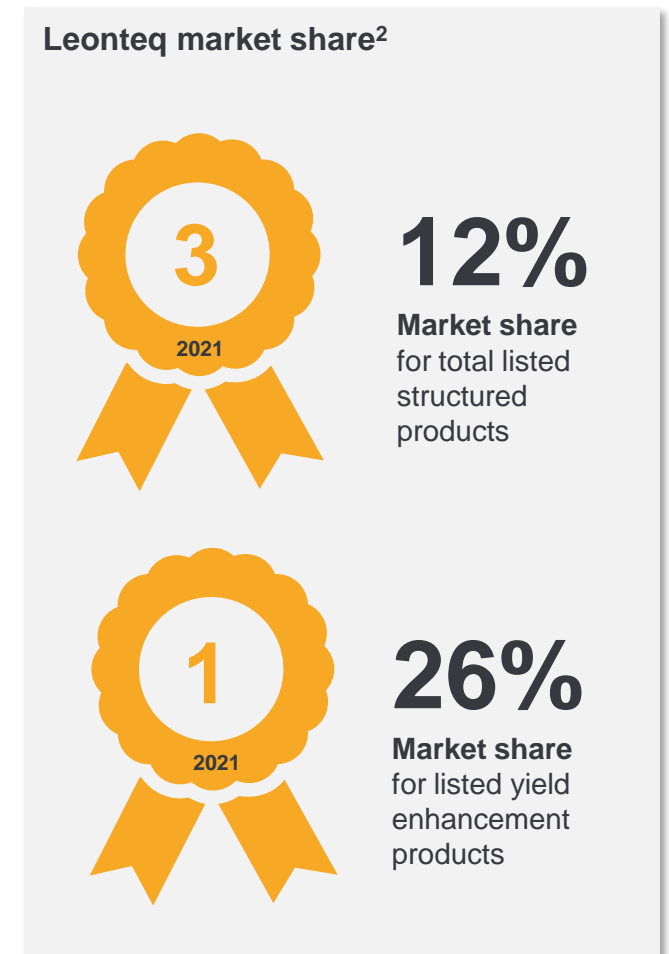 Leonteq market share²
3
2021
12%
Market share
for total listed
structured
products
1
2021
26%
Market share
for listed yield
enhancement
products